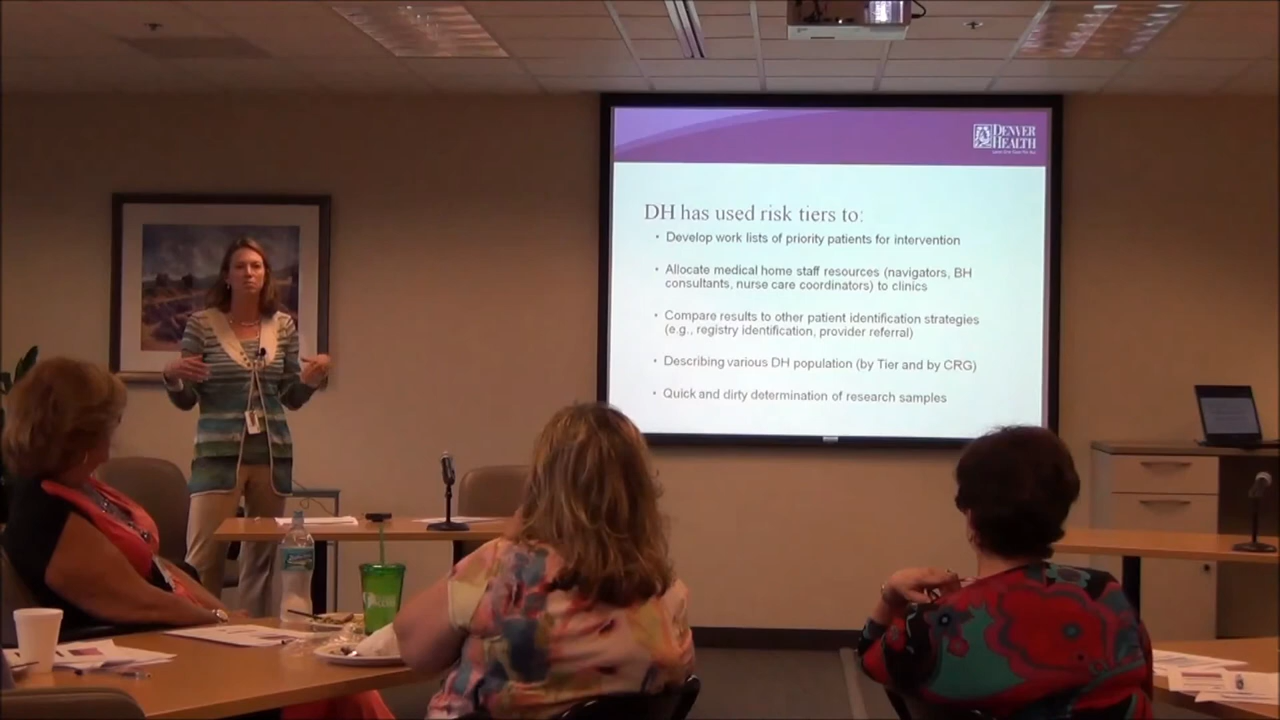 DENVER
HEALTH
DH has used risk tiers to:
• Develop work lists of priority patients for intervention
• Allocate medical home staff resources (navigators, BH
consultants, nurse care coordinators) to clinics
• Compare results to other patient identification strategies
(e.g., registry identification, provider referral)
• Describing various DH population (by Tier and by CRG)
• Quick and dirty determination of research samples